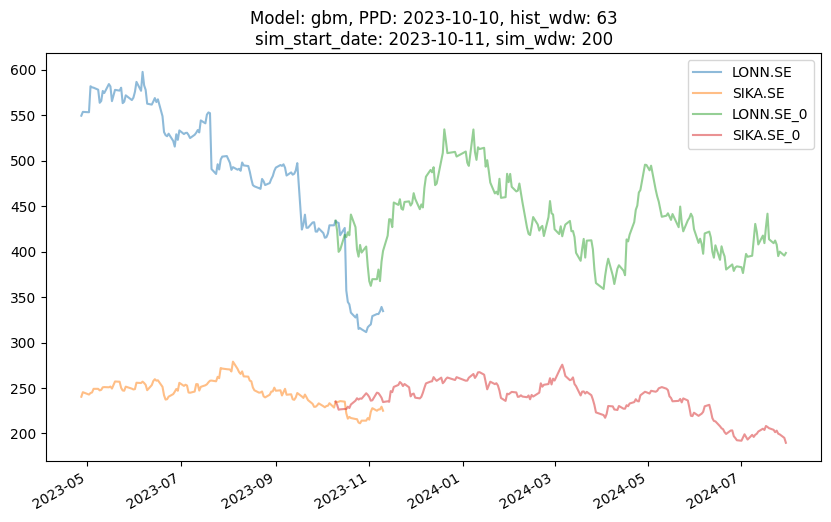 Model: gbm, PPD: 2023-10-10, hist_wdw: 63
sim_start_date: 2023-10-11, sim_wdw: 200
LONN.SE
SIKA.SE
LONN.SE_0
SIKA.SE_0
600
550
500
450
400
350
300
250
200
2023-05
2023-07
2023-09
2023-11
2024-01
2024-03
2024-05
2024-07